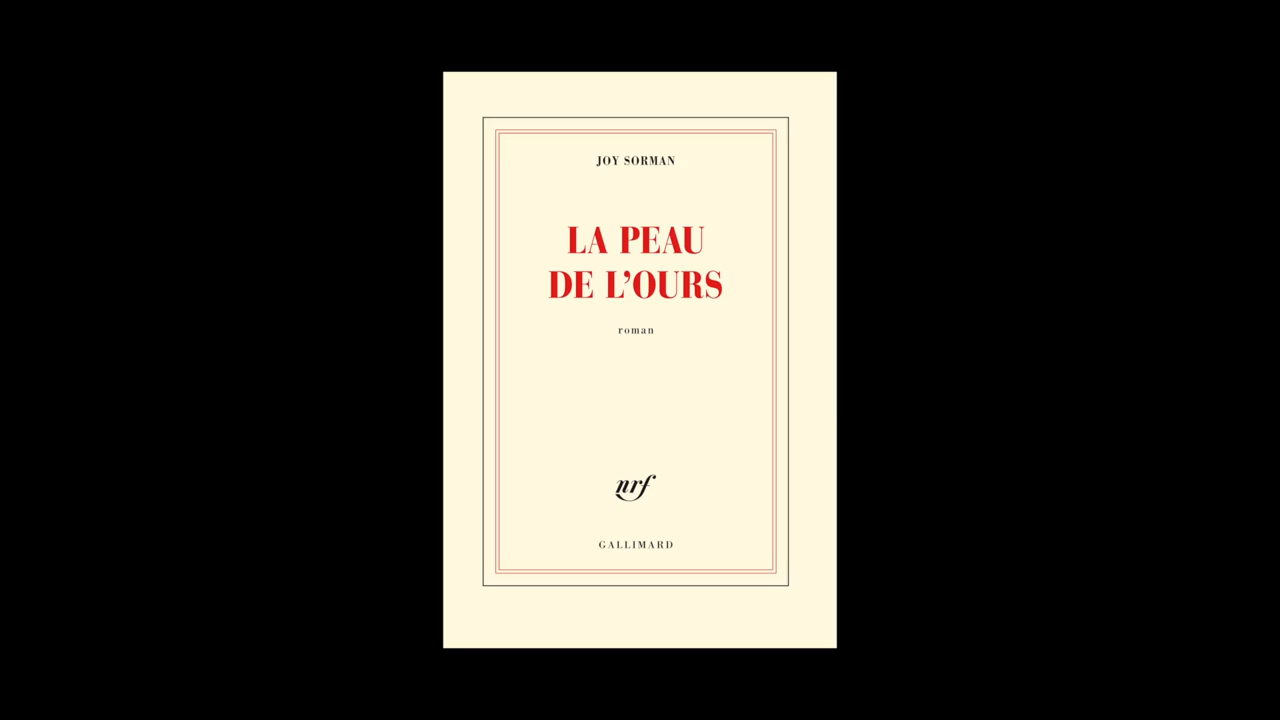 JOY SORMAN
LA PEAU
DE L’OURS
roman
nrf
GALLIMARD